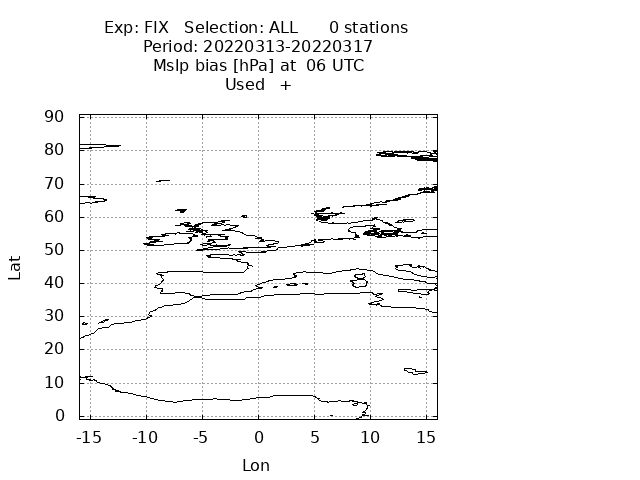 Exp: FIX   Selection: ALL      0 stations
Period: 20220313-20220317
Mslp bias [hPa] at  06 UTC
Used   +
90
80
70
60
50
40
30
20
10
0
Lat
-15 -10 -5 0 5 10 15
Lon